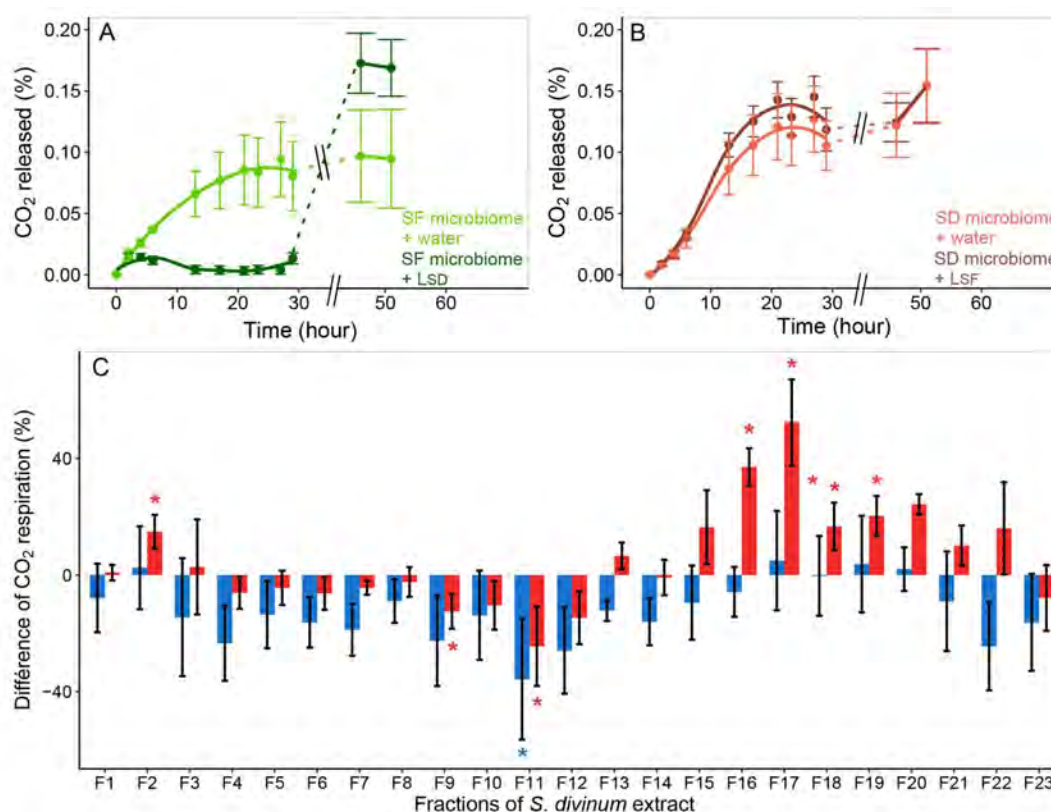 A
CO2 released (%)
0.20
0.15
0.10
0.05
0.00
SF microbiome
+ water
SF microbiome
+ LSD
0 10 20 30 50 60
Time (hour)
B
CO2 released (%)
0.20
0.15
0.10
0.05
0.00
SD microbiome
+ water
SD microbiome
+ LSF
0 10 20 30 50 60
Time (hour)
C
Différence of CO2 respiration (%)
40
0
−40
* * * * * * * * * *
F1 F2 F3 F4 F5 F6 F7 F8 F9 F10 F11 F12 F13 F14 F15 F16 F17 F18 F19 F20 F21 F22 F23
Fractions of S. divinum extract